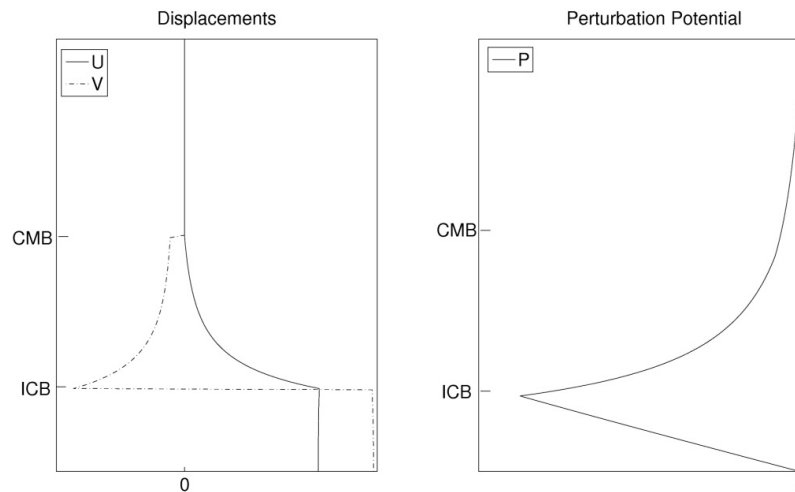 Displacements
U
V
CMB
ICB
0
Perturbation Potential
P
CMB
ICB